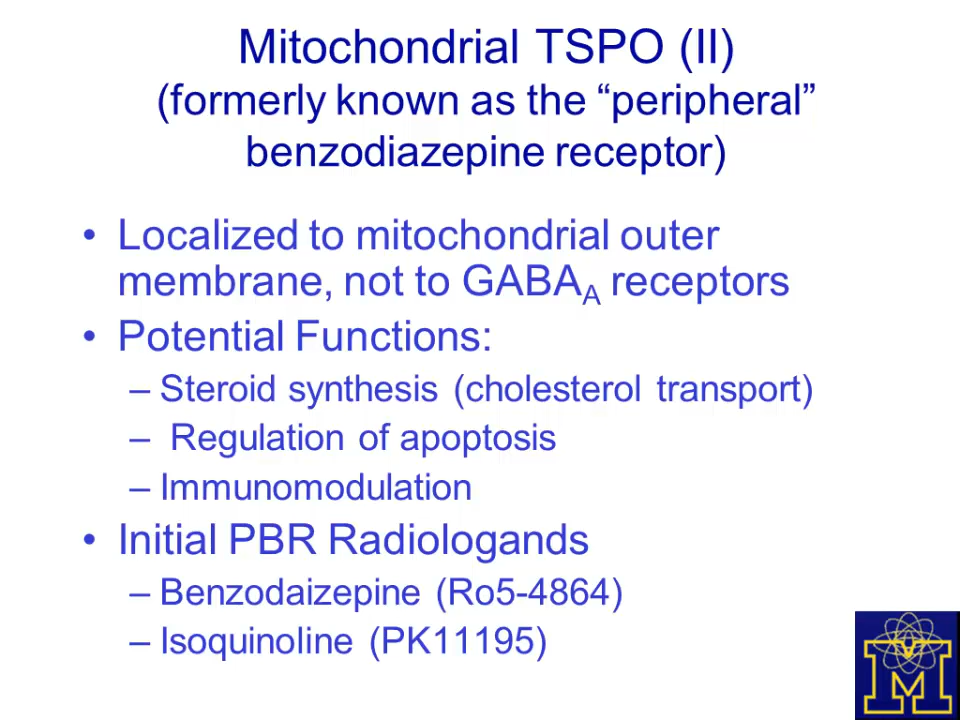 Mitochondrial TSPO (II)
(formerly known as the “peripheral”
benzodiazepine receptor)
• Localized to mitochondrial outer
membrane, not to GABAA receptors
• Potential Functions:
– Steroid synthesis (cholesterol transport)
– Regulation of apoptosis
– Immunomodulation
• Initial PBR Radiologands
– Benzodaizepine (Ro5-4864)
– Isoquinoline (PK11195)
M